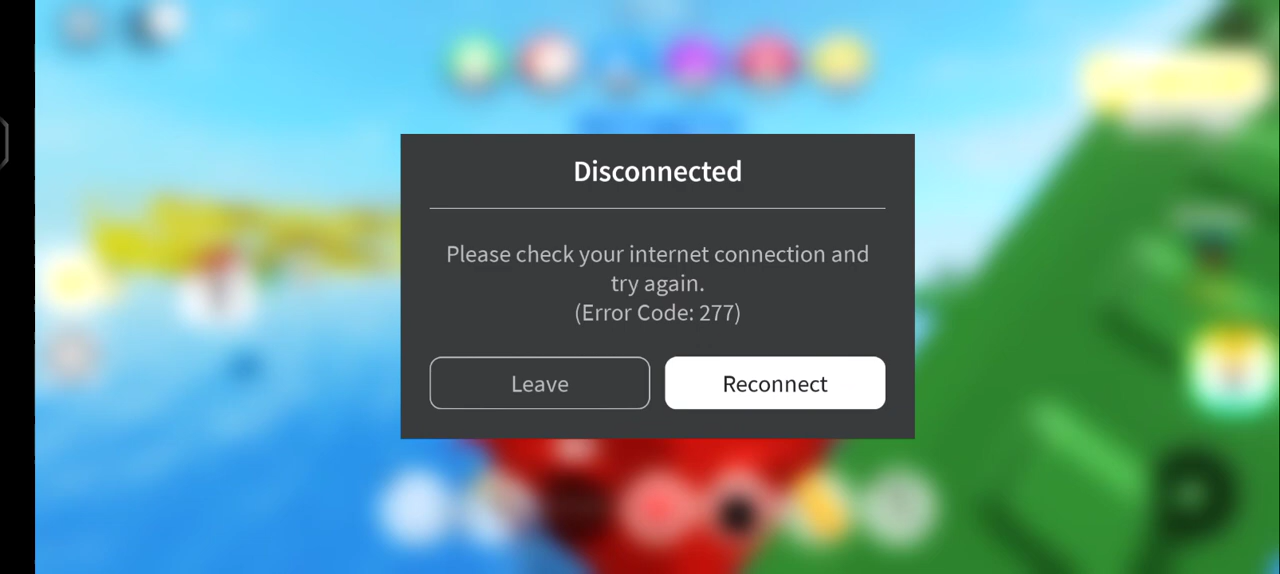 Disconnected
Please check your internet connection and
try again.
(Error Code: 277)
Leave
Reconnect